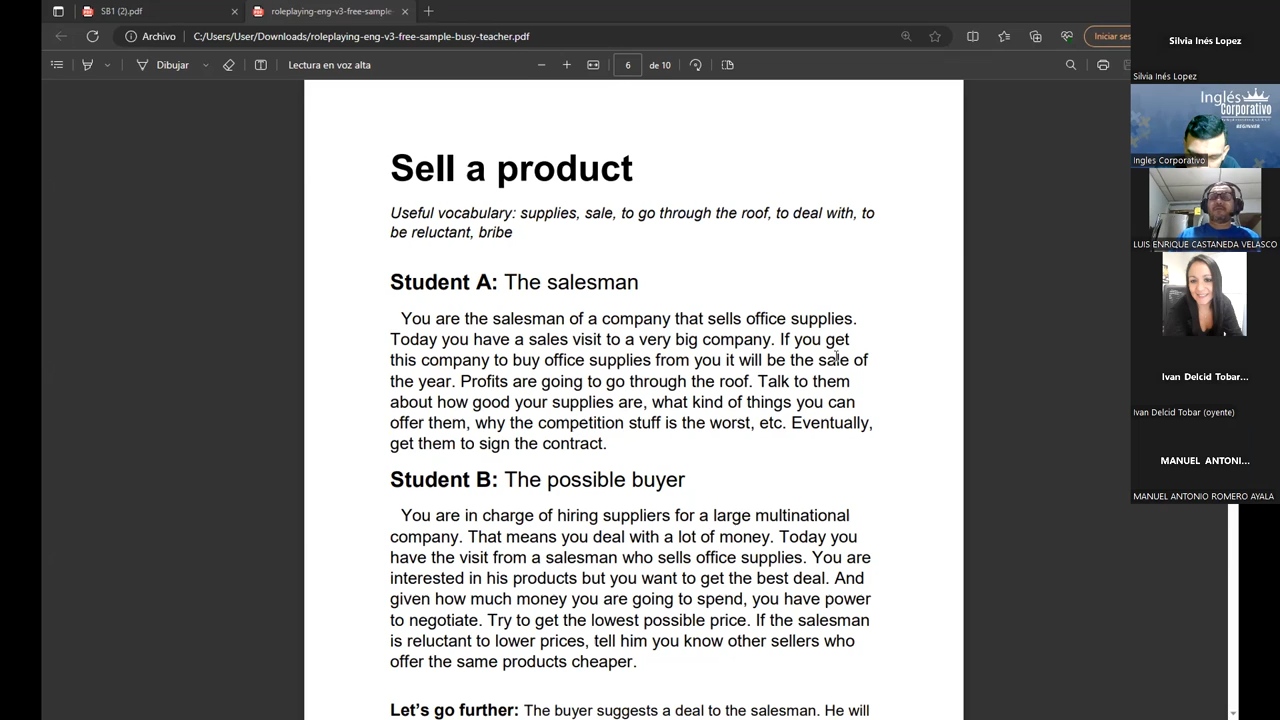 SB1 (2).pdf
roleplaying-eng-v3-free-sample
Archivo
C:/Users/User/Downloads/roleplaying-eng-v3-free-sample-busy-teacher.pdf
Iniciar ses
Dibujar
Lectura en voz alta
6
de 10
Sell a product
Useful vocabulary: supplies, sale, to go through the roof, to deal with, to
be reluctant, bribe
Student A: The salesman
You are the salesman of a company that sells office supplies.
Today you have a sales visit to a very big company. If you get
this company to buy office supplies from you it will be the sale of
the year. Profits are going to go through the roof. Talk to them
about how good your supplies are, what kind of things you can
offer them, why the competition stuff is the worst, etc. Eventually,
get them to sign the contract.
Student B: The possible buyer
You are in charge of hiring suppliers for a large multinational
company. That means you deal with a lot of money. Today you
have the visit from a salesman who sells office supplies. You are
interested in his products but you want to get the best deal. And
given how much money you are going to spend, you have power
to negotiate. Try to get the lowest possible price. If the salesman
is reluctant to lower prices, tell him you know other sellers who
offer the same products cheaper.
Let's go further: The buyer suggests a deal to the salesman. He will
Silvia Inés Lopez
Silvia Inés Lopez
Inglés
Corporativo
BEGINNER
Ingles Corporativo
LUIS ENRIQUE CASTANEDA VELASCO
Ivan Delcid Tobar...
Ivan Delcid Tobar (oyente)
MANUEL ANTONI...
MANUEL ANTONIO ROMERO AYALA